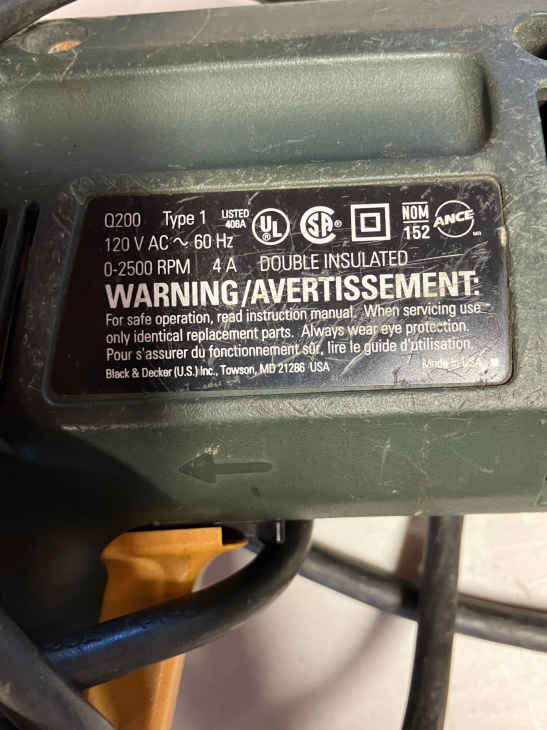 Q200 Type 1 LISTED 406A UL ® SA ® NOM 152 ANCE
120 V AC ~ 60 Hz
0-2500 RPM 4 A DOUBLE INSULATED
WARNING/AVERTISSEMENT:
For safe operation, read instruction manual. When servicing use
only identical replacement parts. Always wear eye protection.
Pour s'assurer du fonctionnement sûr, lire le guide d'utilisation.
Black & Decker (U.S.) Inc., Towson, MD 21286 USA Made in USA